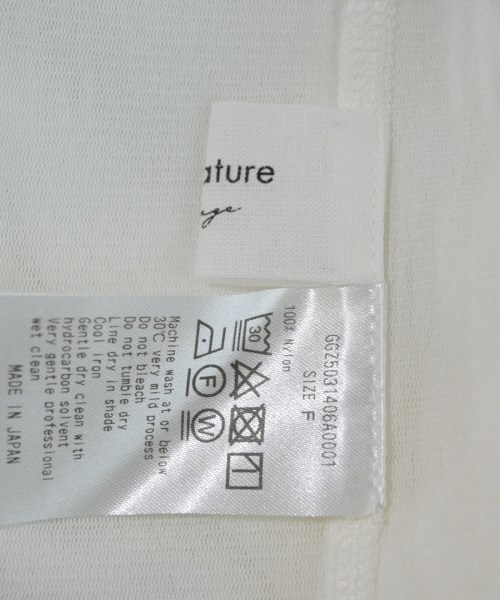 ature
GGZ5031406A0001
SIZE F
100% Nylon
30
F
W
Machine wash at or below
30℃ very mild process
Do not bleach
Do not tumble dry
Line dry in shade
Cool iron
Gentle dry clean with
hydrocarbon solvent
Very gentle professional
wet clean
MADE IN JAPAN